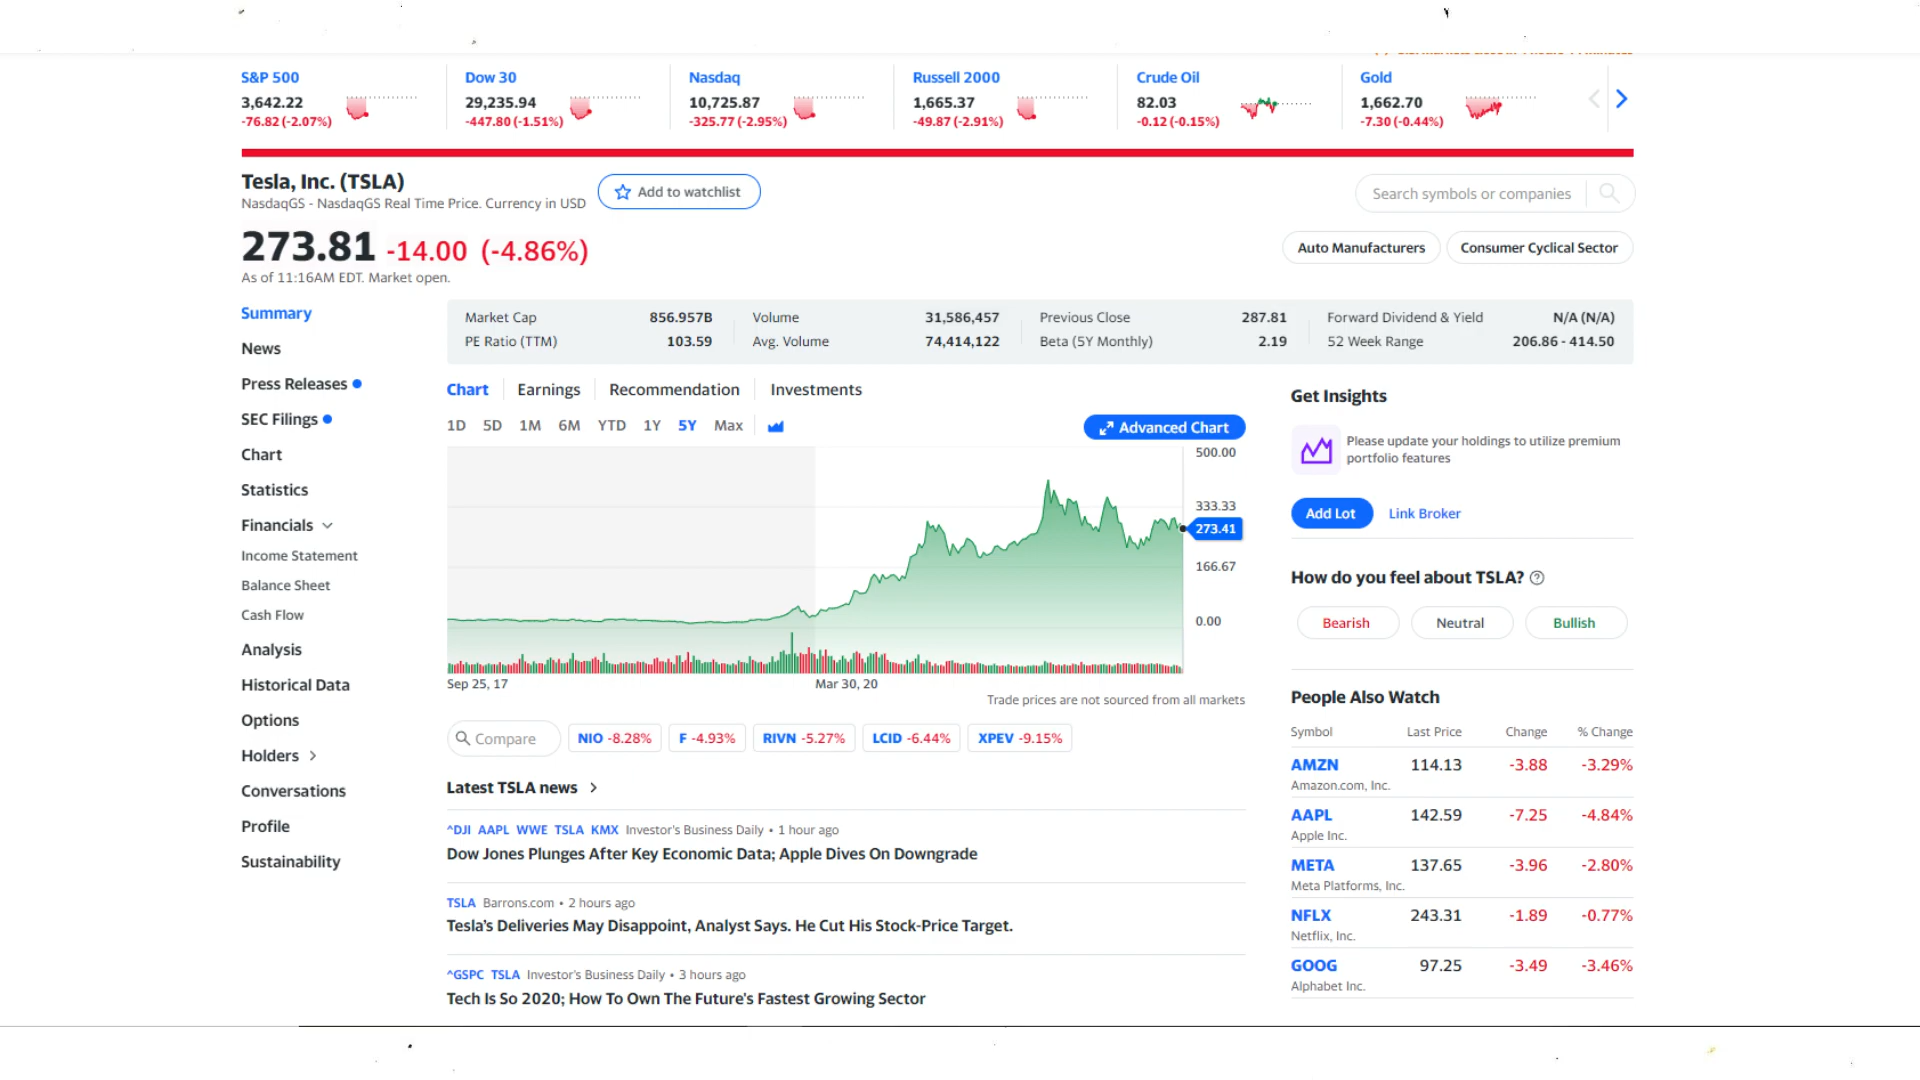 S&P 500
3,642.22
-76.82 (-2.07%)
Dow 30
29,235.94
-447.80 (-1.51%)
Nasdaq
10,725.87
-325.77 (-2.95%)
Russell 2000
1,665.37
-49.87 (-2.91%)
Crude Oil
82.03
-0.12 (-0.15%)
Gold
1,662.70
-7.30 (-0.44%)
Tesla, Inc. (TSLA)
NasdaqGS - NasdaqGS Real Time Price. Currency in USD
Add to watchlist
Search symbols or companies
273.81 -14.00 (-4.86%)
As of 11:16AM EDT. Market open.
Auto Manufacturers
Consumer Cyclical Sector
Summary
News
Press Releases
SEC Filings
Chart
Statistics
Financials
Income Statement
Balance Sheet
Cash Flow
Analysis
Historical Data
Options
Holders
Conversations
Profile
Sustainability
Market Cap 856.957B
PE Ratio (TTM) 103.59
Volume 31,586,457
Avg. Volume 74,414,122
Previous Close 287.81
Beta (5Y Monthly) 2.19
Forward Dividend & Yield N/A (N/A)
52 Week Range 206.86 - 414.50
Chart Earnings Recommendation Investments
1D 5D 1M 6M YTD 1Y 5Y Max
Advanced Chart
500.00
333.33
273.41
166.67
0.00
Sep 25, 17 Mar 30, 20
Trade prices are not sourced from all markets
Compare
NIO -8.28%
F -4.93%
RIVN -5.27%
LCID -6.44%
XPEV -9.15%
Latest TSLA news
^DJI AAPL WWE TSLA KMX Investor's Business Daily • 1 hour ago
Dow Jones Plunges After Key Economic Data; Apple Dives On Downgrade
TSLA Barrons.com • 2 hours ago
Tesla's Deliveries May Disappoint, Analyst Says. He Cut His Stock-Price Target.
^GSPC TSLA Investor's Business Daily • 3 hours ago
Tech Is So 2020; How To Own The Future's Fastest Growing Sector
Get Insights
Please update your holdings to utilize premium
portfolio features
Add Lot
Link Broker
How do you feel about TSLA?
Bearish
Neutral
Bullish
People Also Watch
Symbol Last Price Change % Change
AMZN 114.13 -3.88 -3.29%
Amazon.com, Inc.
AAPL 142.59 -7.25 -4.84%
Apple Inc.
META 137.65 -3.96 -2.80%
Meta Platforms, Inc.
NFLX 243.31 -1.89 -0.77%
Netflix, Inc.
GOOG 97.25 -3.49 -3.46%
Alphabet Inc.